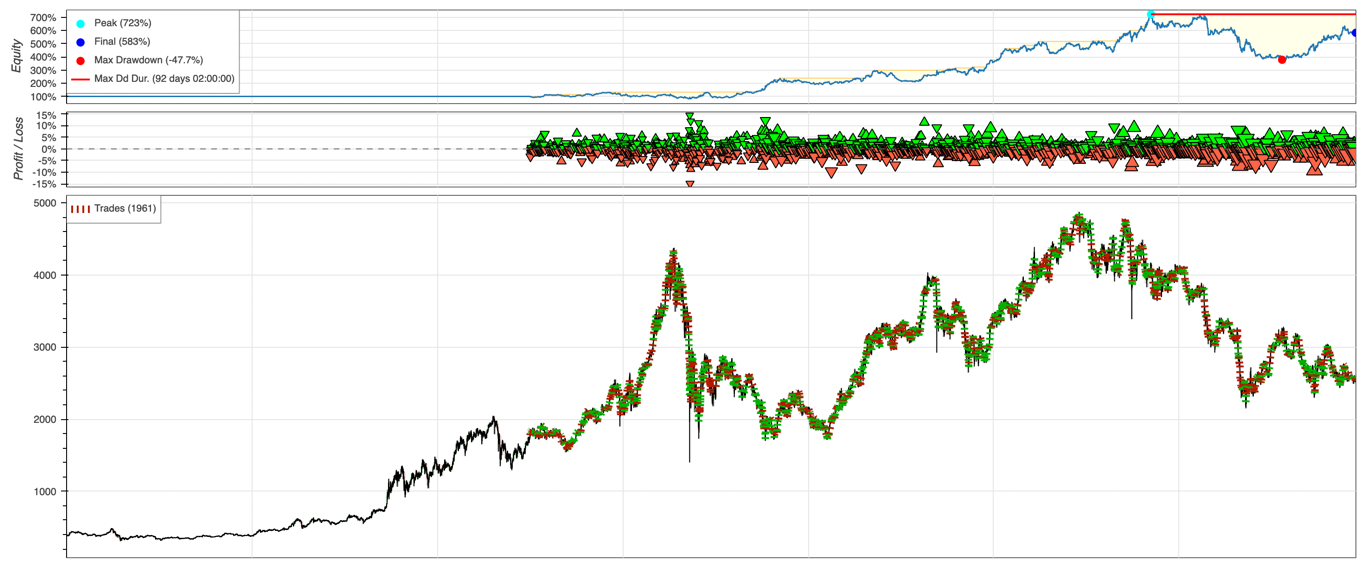 Equity
700%
600%
500%
400%
300%
200%
100%
Peak (723%)
Final (583%)
Max Drawdown (-47.7%)
Max Dd Dur. (92 days 02:00:00)
Profit / Loss
15%
10%
5%
0%
-5%
-10%
-15%
Trades (1961)
5000
4000
3000
2000
1000